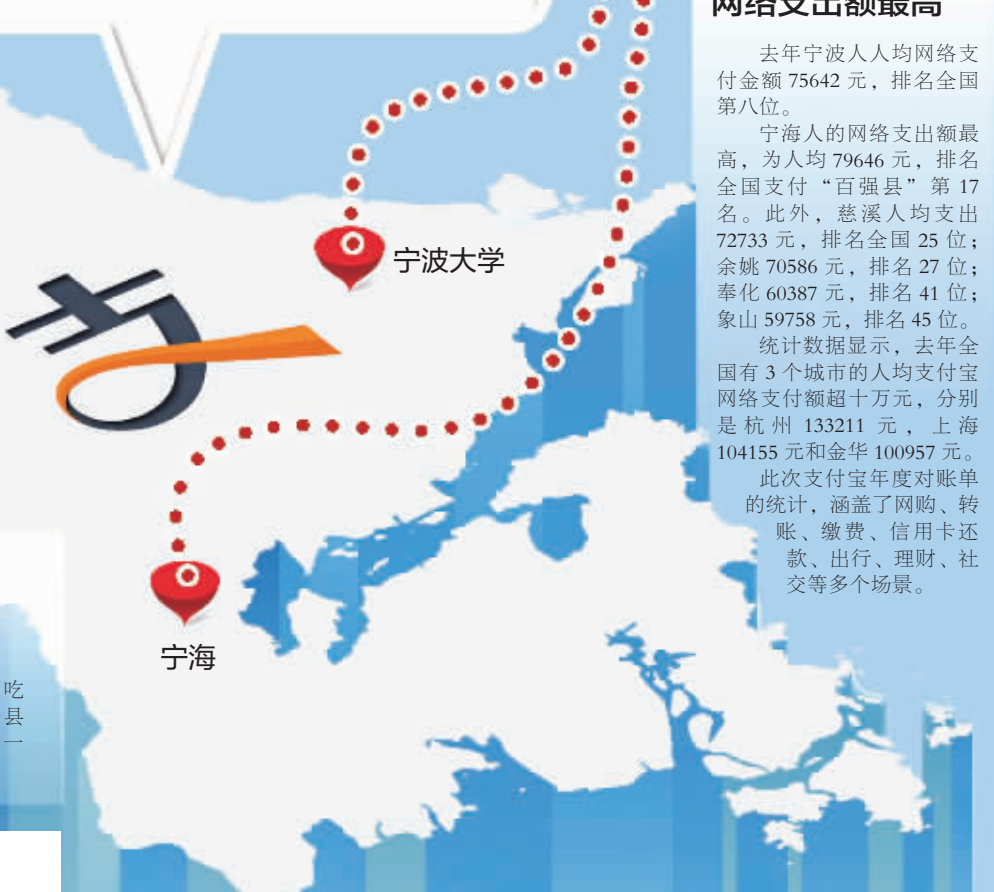 网络支出额最高
去年宁波人人均网络支
付金额 75642 元，排名全国
第八位。
宁海人的网络支出额最
高，为人均 79646 元，排名
全国支付“百强县”第 17
名。此外，慈溪人均支出
72733 元，排名全国 25 位；
余姚 70586 元，排名 27 位；
奉化 60387 元，排名 41 位；
象山 59758 元，排名 45 位。
统计数据显示，去年全
国有 3 个城市的人均支付宝
网络支付额超十万元，分别
是杭州 133211 元，上海
104155 元和金华 100957 元。
此次支付宝年度对账单
的统计，涵盖了网购、转
账、缴费、信用卡还
款、出行、理财、社
交等多个场景。
宁波大学
宁海
吃
县
一